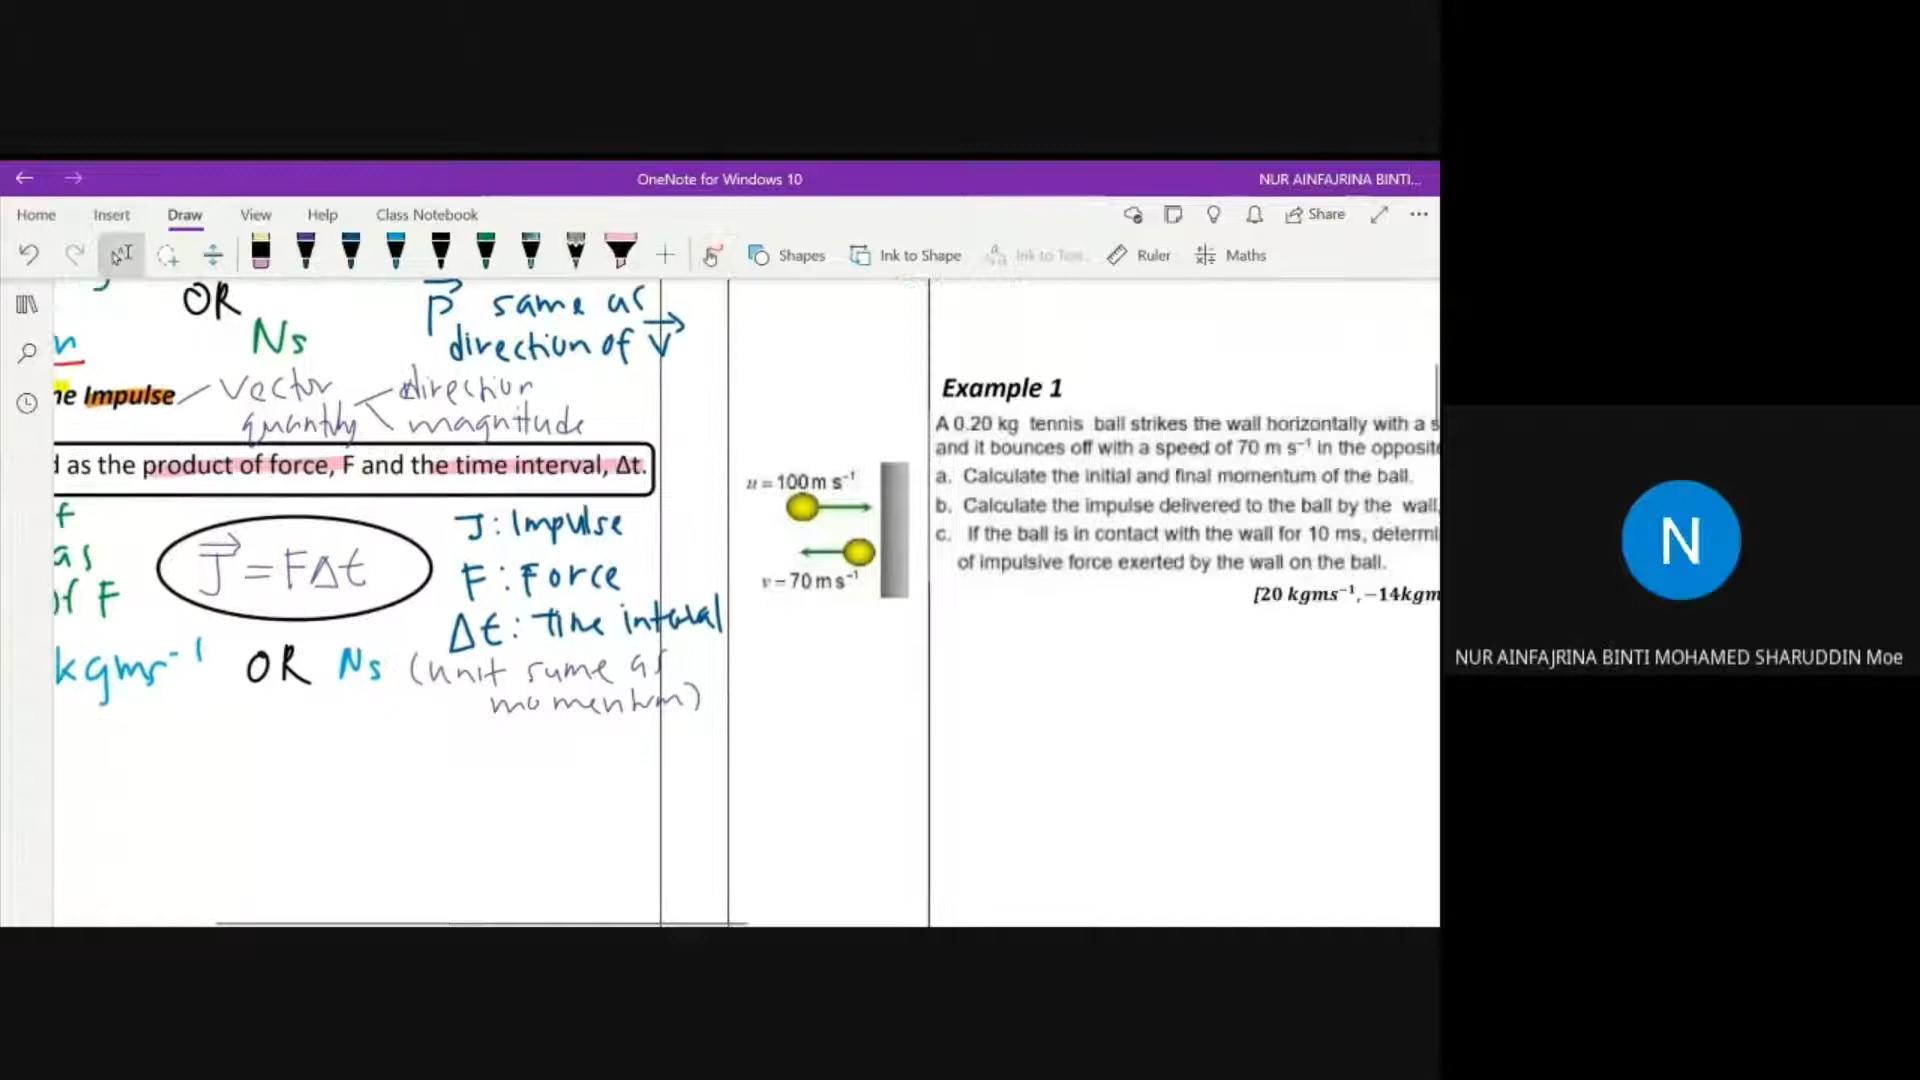 OneNote for Windows 10
NUR AINFAJRINA BINTI...
Home Insert Draw View Help Class Notebook
Share
Shapes Ink to Shape Ink to Text Ruler Maths
OR
Ns
P same as
direction of V
n
ne Impulse
vector
quantity
direction
magnitude
d as the product of force, F and the time interval, Δt.
f
as
of F
J = FΔt
J : Impulse
F : Force
Δt : Time interval
kgms⁻¹ OR Ns (unit same as
momentum)
u = 100 m s⁻¹
v = 70 m s⁻¹
Example 1
A 0.20 kg tennis ball strikes the wall horizontally with a s
and it bounces off with a speed of 70 m s⁻¹ in the opposit
a. Calculate the initial and final momentum of the ball.
b. Calculate the impulse delivered to the ball by the wall.
c. If the ball is in contact with the wall for 10 ms, determi
of impulsive force exerted by the wall on the ball.
[20 kgms⁻¹, −14kgm
N
NUR AINFAJRINA BINTI MOHAMED SHARUDDIN Moe